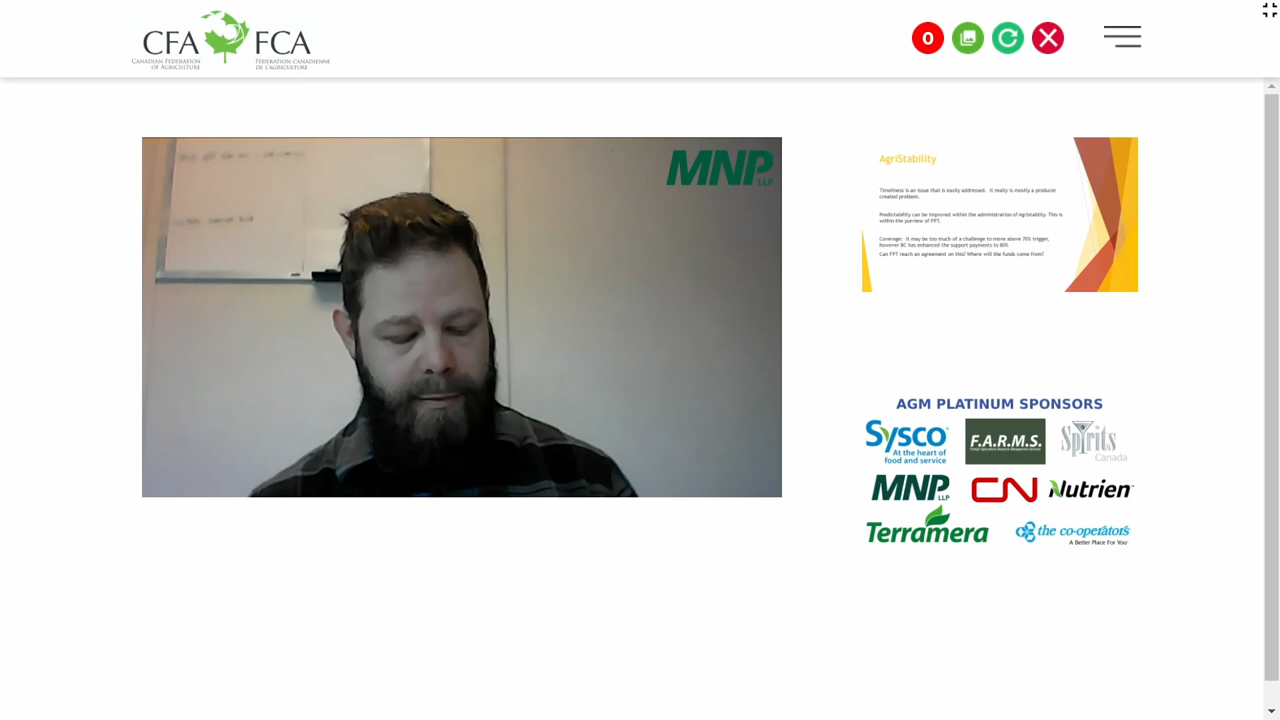 CFA FCA
CANADIAN FEDERATION
OF AGRICULTURE
FÉDÉRATION CANADIENNE
DE L'AGRICULTURE
0
MNP
LLP
AgriStability
Timeliness is an issue that is easily addressed. It really is mostly a producer
created problem.
Predictability can be improved within the administration of Agristablity. This is
within the purview of FPT.
Coverage: It may be too much of a challenge to move above 70% trigger,
however BC has enhanced the support payments to 80%
Can FPT reach an agreement on this? Where will the funds come from?
AGM PLATINUM SPONSORS
Sysco
At the heart of
food and service
F.A.R.M.S.
Spirits
Canada
MNP
LLP
CN
Nutrien
Terramera
the co-operators
A Better Place For You